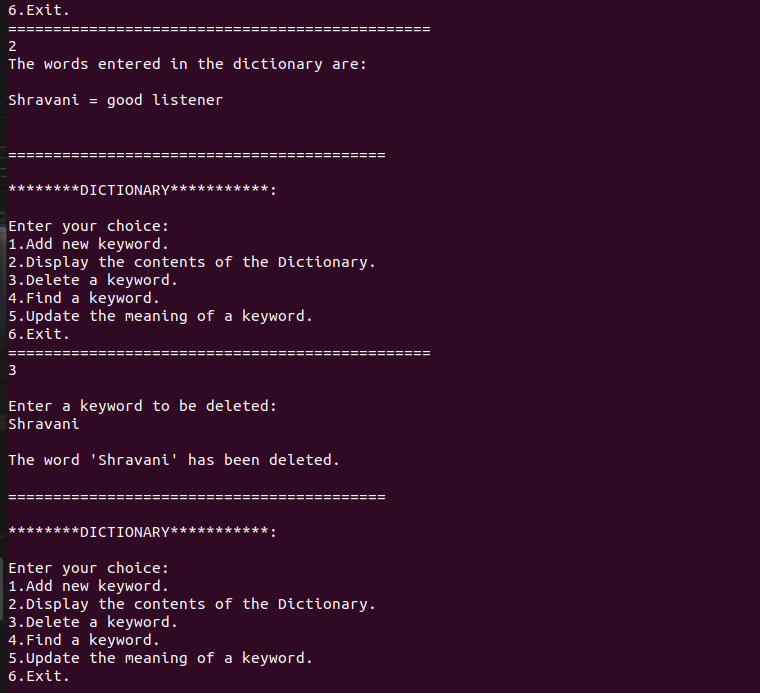 6.Exit.
===============================================
2
The words entered in the dictionary are:
Shravani = good listener
==========================================
********DICTIONARY***********:
Enter your choice:
1.Add new keyword.
2.Display the contents of the Dictionary.
3.Delete a keyword.
4.Find a keyword.
5.Update the meaning of a keyword.
6.Exit.
===============================================
3
Enter a keyword to be deleted:
Shravani
The word 'Shravani' has been deleted.
==========================================
********DICTIONARY***********:
Enter your choice:
1.Add new keyword.
2.Display the contents of the Dictionary.
3.Delete a keyword.
4.Find a keyword.
5.Update the meaning of a keyword.
6.Exit.